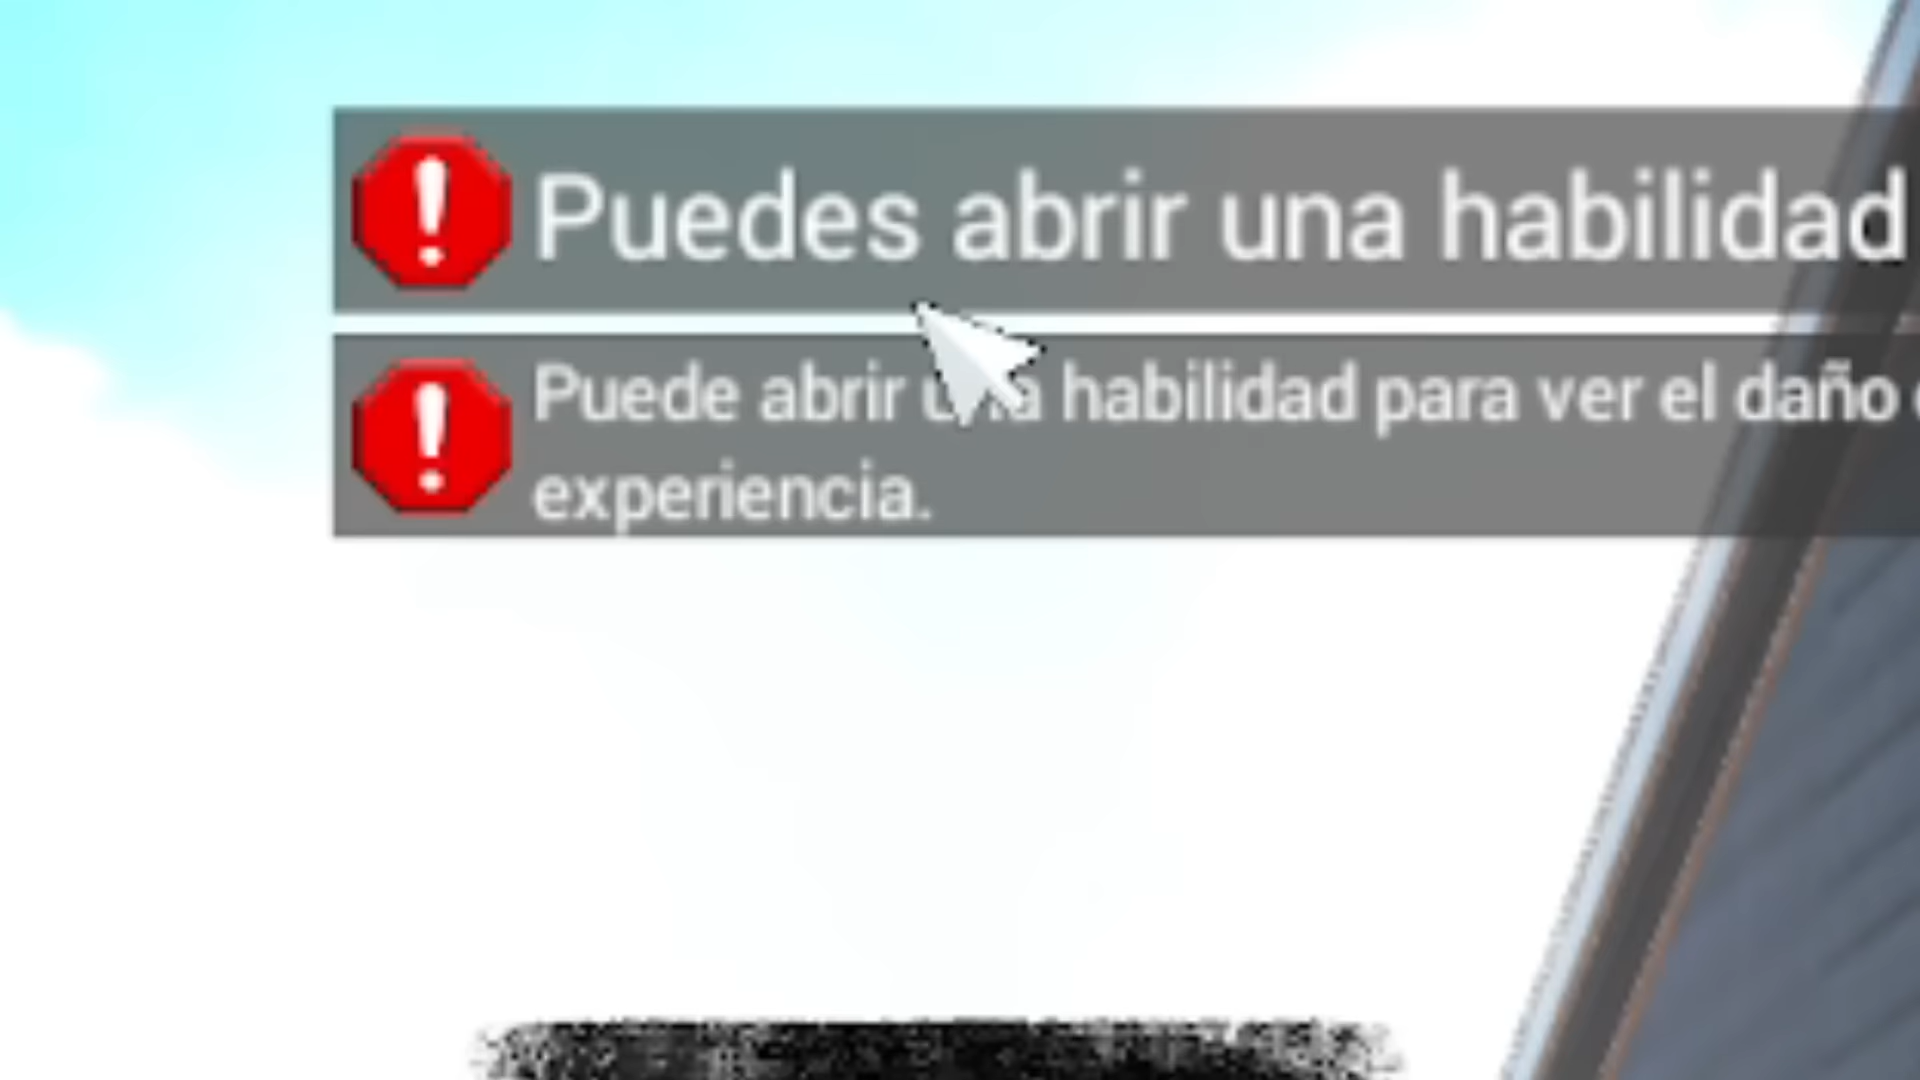 Puedes abrir una habilidad
Puede abrir una habilidad para ver el daño
experiencia.